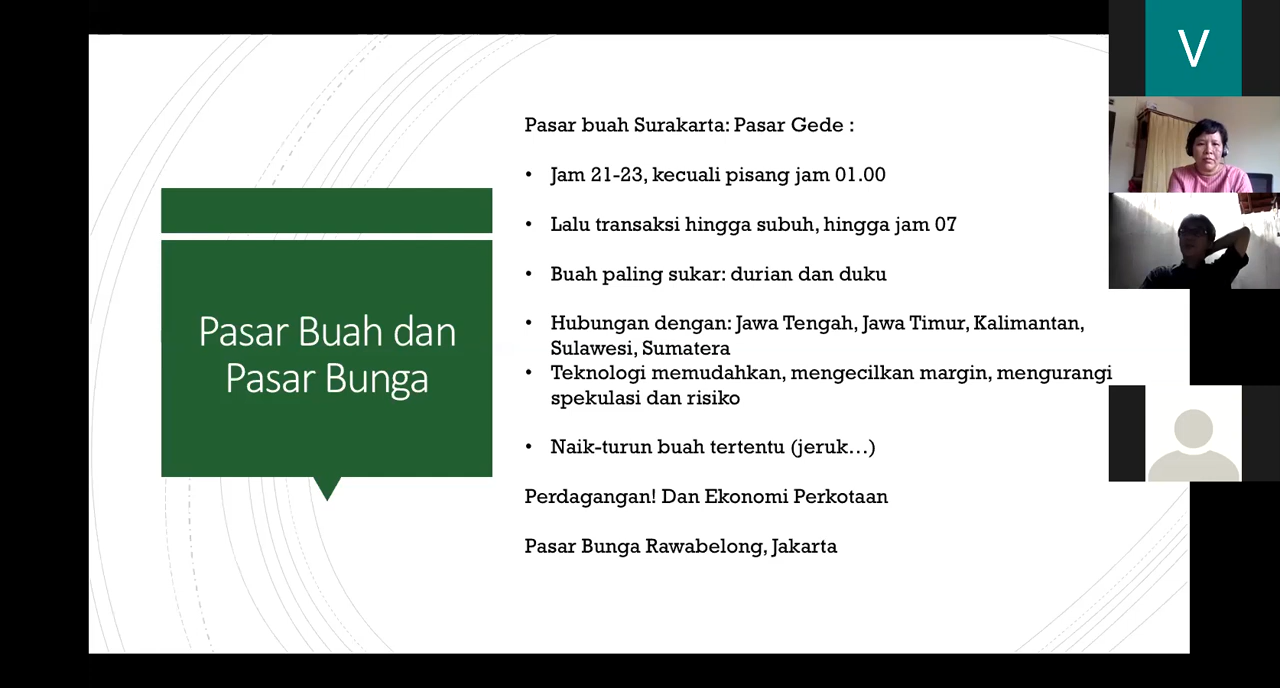 V
Pasar Buah dan
Pasar Bunga
Pasar buah Surakarta: Pasar Gede :
• Jam 21-23, kecuali pisang jam 01.00
• Lalu transaksi hingga subuh, hingga jam 07
• Buah paling sukar: durian dan duku
• Hubungan dengan: Jawa Tengah, Jawa Timur, Kalimantan,
Sulawesi, Sumatera
• Teknologi memudahkan, mengecilkan margin, mengurangi
spekulasi dan risiko
• Naik-turun buah tertentu (jeruk...)
Perdagangan! Dan Ekonomi Perkotaan
Pasar Bunga Rawabelong, Jakarta